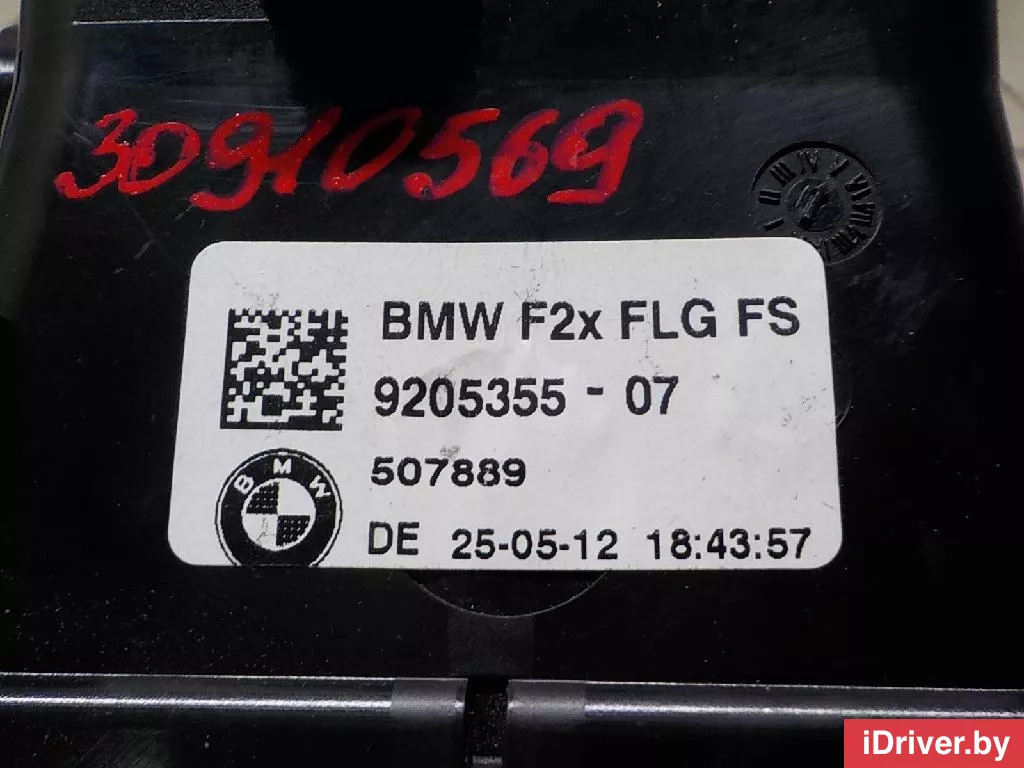 30910569
BMW F2x FLG FS
9205355 - 07
507889
BMW
DE 25-05-12 18:43:57
iDriver.by